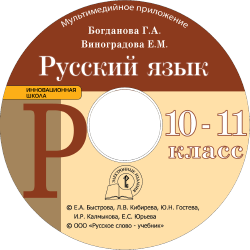 Мультимедийное приложение
Богданова Г.А.
Виноградова Е.М.
Русский язык
ИННОВАЦИОННАЯ
ШКОЛА
Р
10 - 11
класс
© Е.А. Быстрова, Л.В. Кибирева, Ю.Н. Гостева,
И.Р. Калмыкова, Е.С. Юрьева
© ООО «Русское слово - учебник»